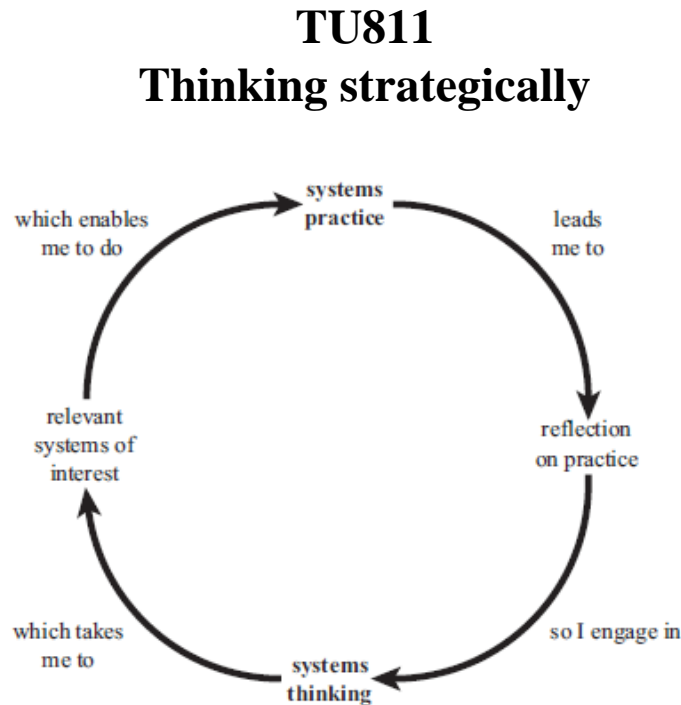 TU811
Thinking strategically
systems
practice
leads
me to
reflection
on practice
so I engage in
systems
thinking
which takes
me to
relevant
systems of
interest
which enables
me to do